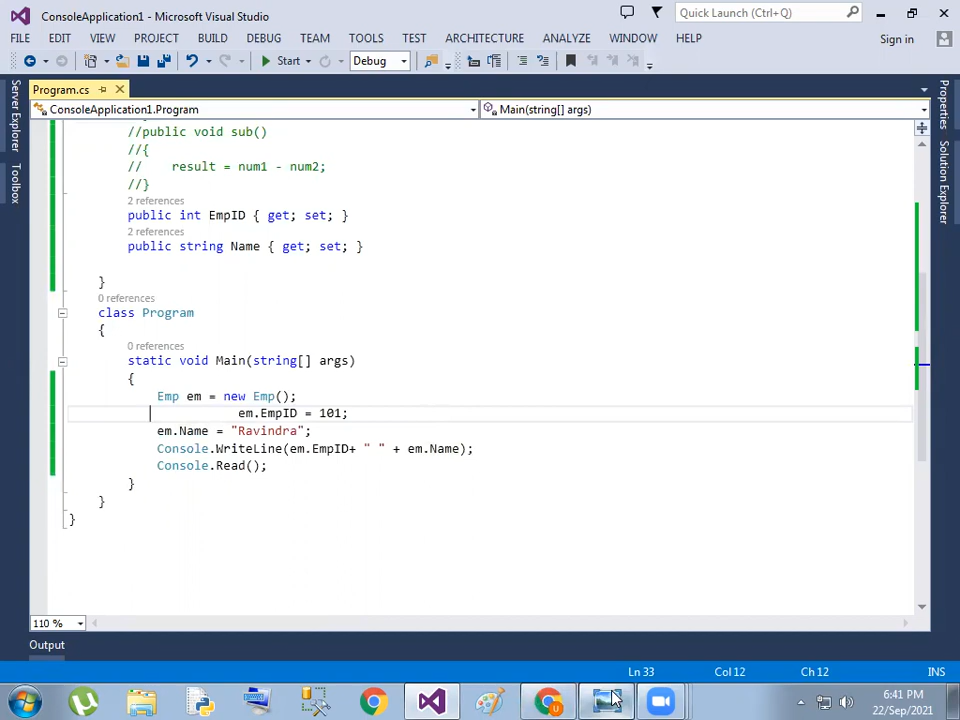 ConsoleApplication1 - Microsoft Visual Studio
Quick Launch (Ctrl+Q)
FILE EDIT VIEW PROJECT BUILD DEBUG TEAM TOOLS TEST ARCHITECTURE ANALYZE WINDOW HELP Sign in
Start Debug
Program.cs
ConsoleApplication1.Program Main(string[] args)
Server Explorer
Toolbox
Properties
Solution Explorer
//public void sub()
//{
//    result = num1 - num2;
//}
2 references
public int EmpID { get; set; }
2 references
public string Name { get; set; }
}
0 references
class Program
{
0 references
static void Main(string[] args)
{
Emp em = new Emp();
em.EmpID = 101;
em.Name = "Ravindra";
Console.WriteLine(em.EmpID+ " " + em.Name);
Console.Read();
}
}
}
110 %
Output
Ln 33 Col 12 Ch 12 INS
6:41 PM
22/Sep/2021